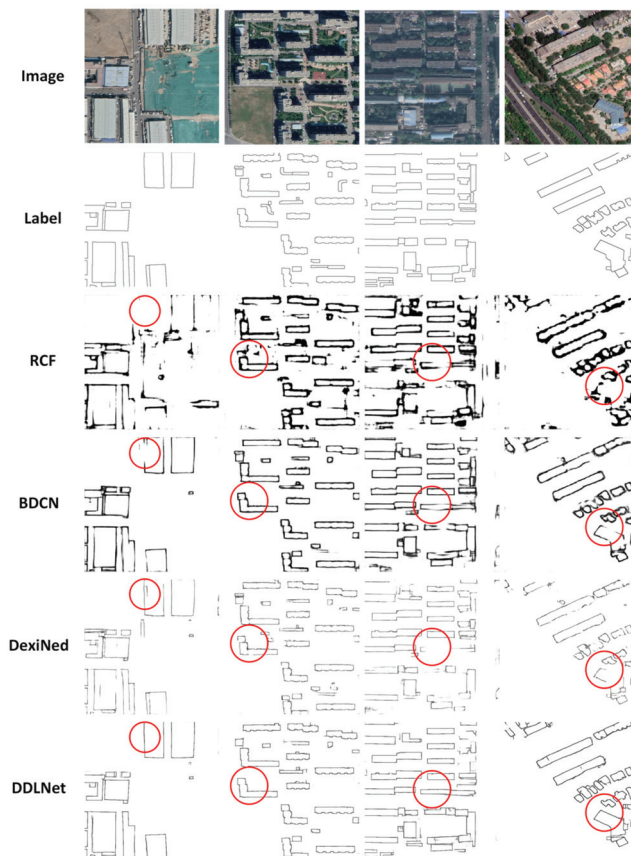 Image
Label
RCF
BDCN
DexiNed
DDLNet